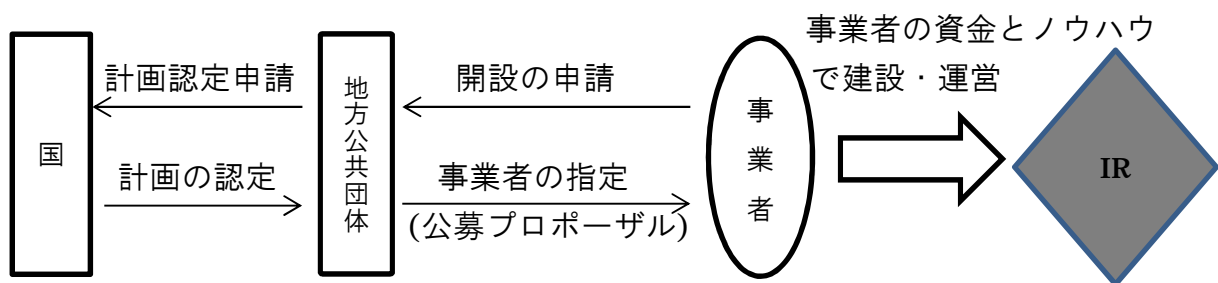 事業者の資金とノウハウ
で建設・運営
計画認定申請
開設の申請
国
地方公共団体
事業者
IR
計画の認定
事業者の指定
(公募プロポーザル)